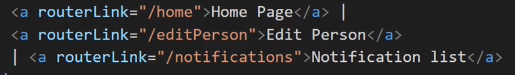 <a routerLink="/home">Home Page</a> |
<a routerLink="/editPerson">Edit Person</a>
| <a routerLink="/notifications">Notification list</a>